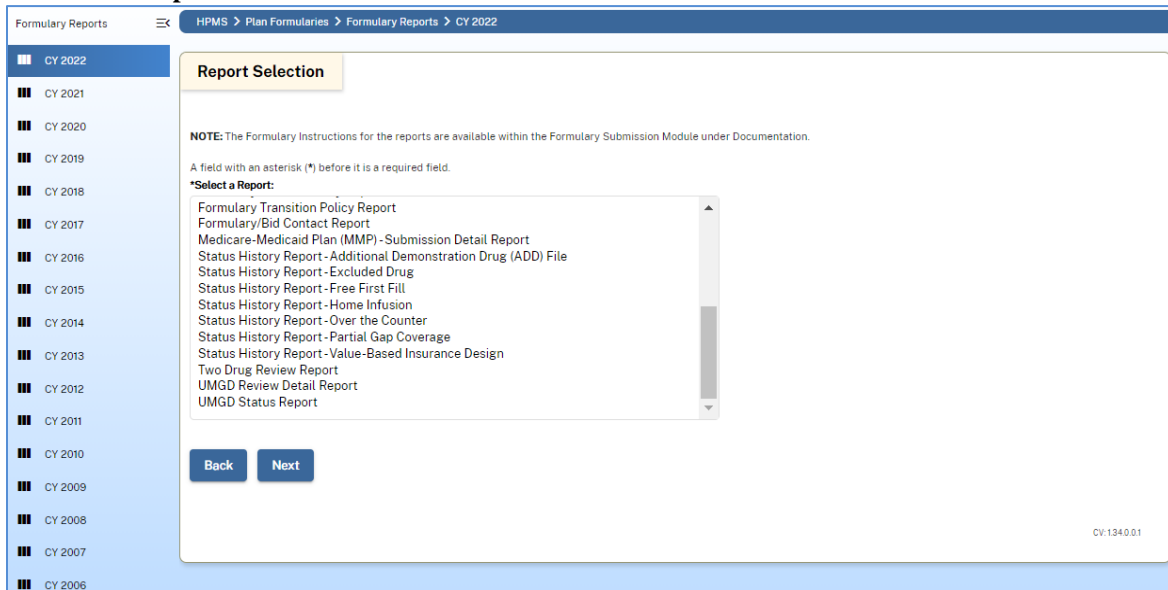 Formulary Reports
HPMS > Plan Formularies > Formulary Reports > CY 2022
CY 2022
CY 2021
CY 2020
CY 2019
CY 2018
CY 2017
CY 2016
CY 2015
CY 2014
CY 2013
CY 2012
CY 2011
CY 2010
CY 2009
CY 2008
CY 2007
CY 2006
Report Selection
NOTE: The Formulary Instructions for the reports are available within the Formulary Submission Module under Documentation.
A field with an asterisk (*) before it is a required field.
*Select a Report:
Formulary Transition Policy Report
Formulary/Bid Contact Report
Medicare-Medicaid Plan (MMP) - Submission Detail Report
Status History Report - Additional Demonstration Drug (ADD) File
Status History Report - Excluded Drug
Status History Report - Free First Fill
Status History Report - Home Infusion
Status History Report - Over the Counter
Status History Report - Partial Gap Coverage
Status History Report - Value-Based Insurance Design
Two Drug Review Report
UMGD Review Detail Report
UMGD Status Report
Back Next
CV: 1.34.0.0.1